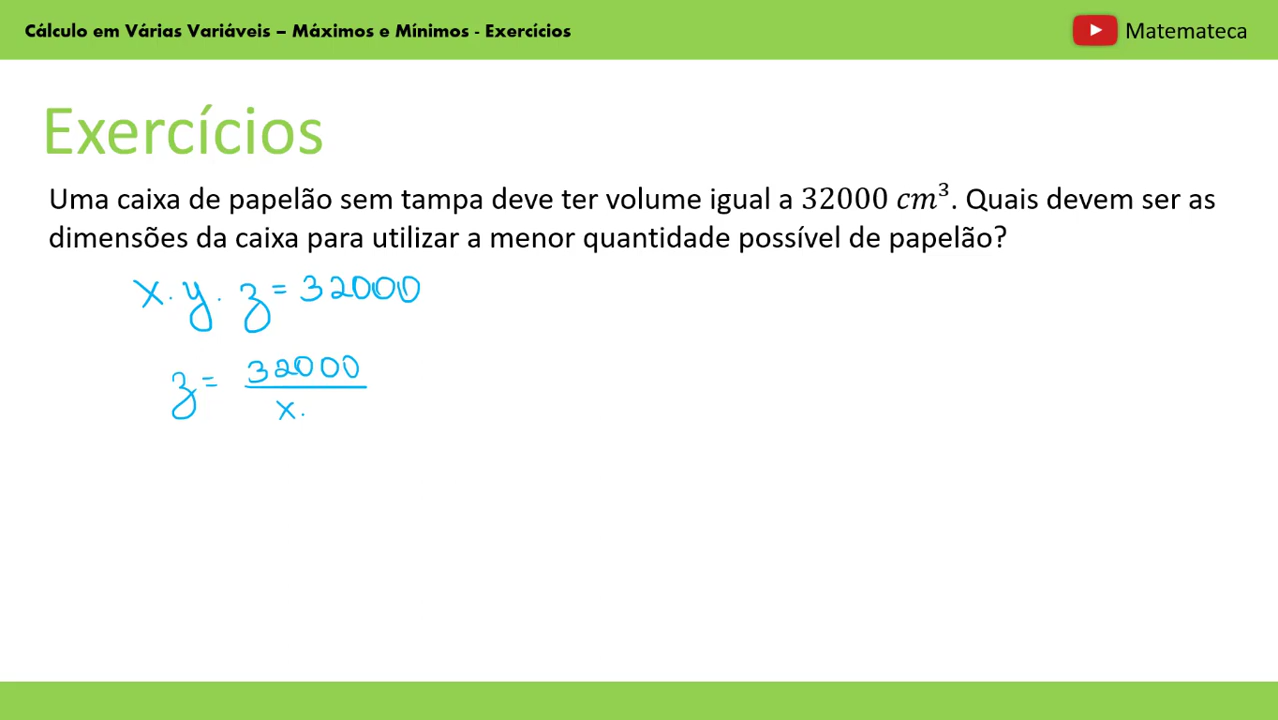 Cálculo em Várias Variáveis – Máximos e Mínimos - Exercícios
Matemateca
Exercícios
Uma caixa de papelão sem tampa deve ter volume igual a 32000 cm³. Quais devem ser as
dimensões da caixa para utilizar a menor quantidade possível de papelão?
x.y.z=32000
z= 32000
x.